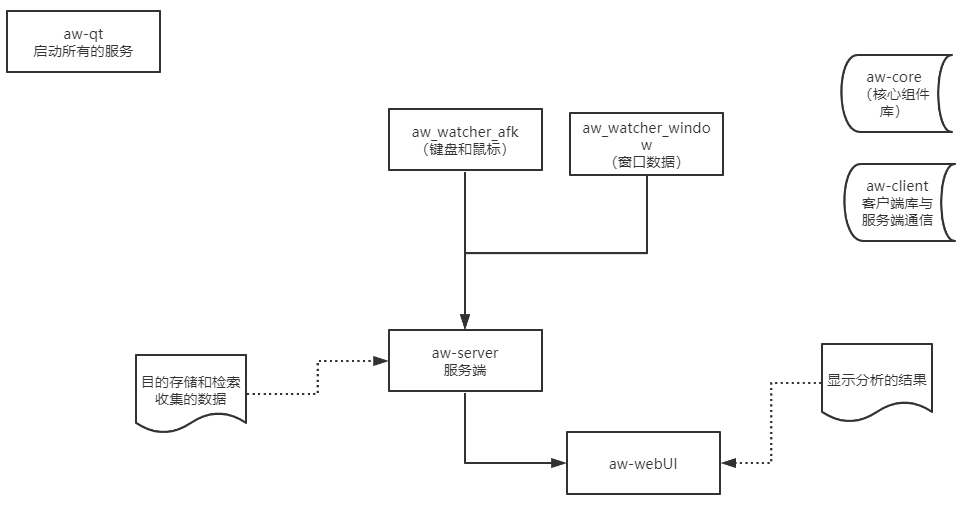 aw-qt
启动所有的服务
aw-core
（核心组件
库）
aw_watcher_afk
（键盘和鼠标）
aw_watcher_windo
w
（窗口数据）
aw-client
客户端库与
服务端通信
aw-server
服务端
目的存储和检索
收集的数据
显示分析的结果
aw-webUI